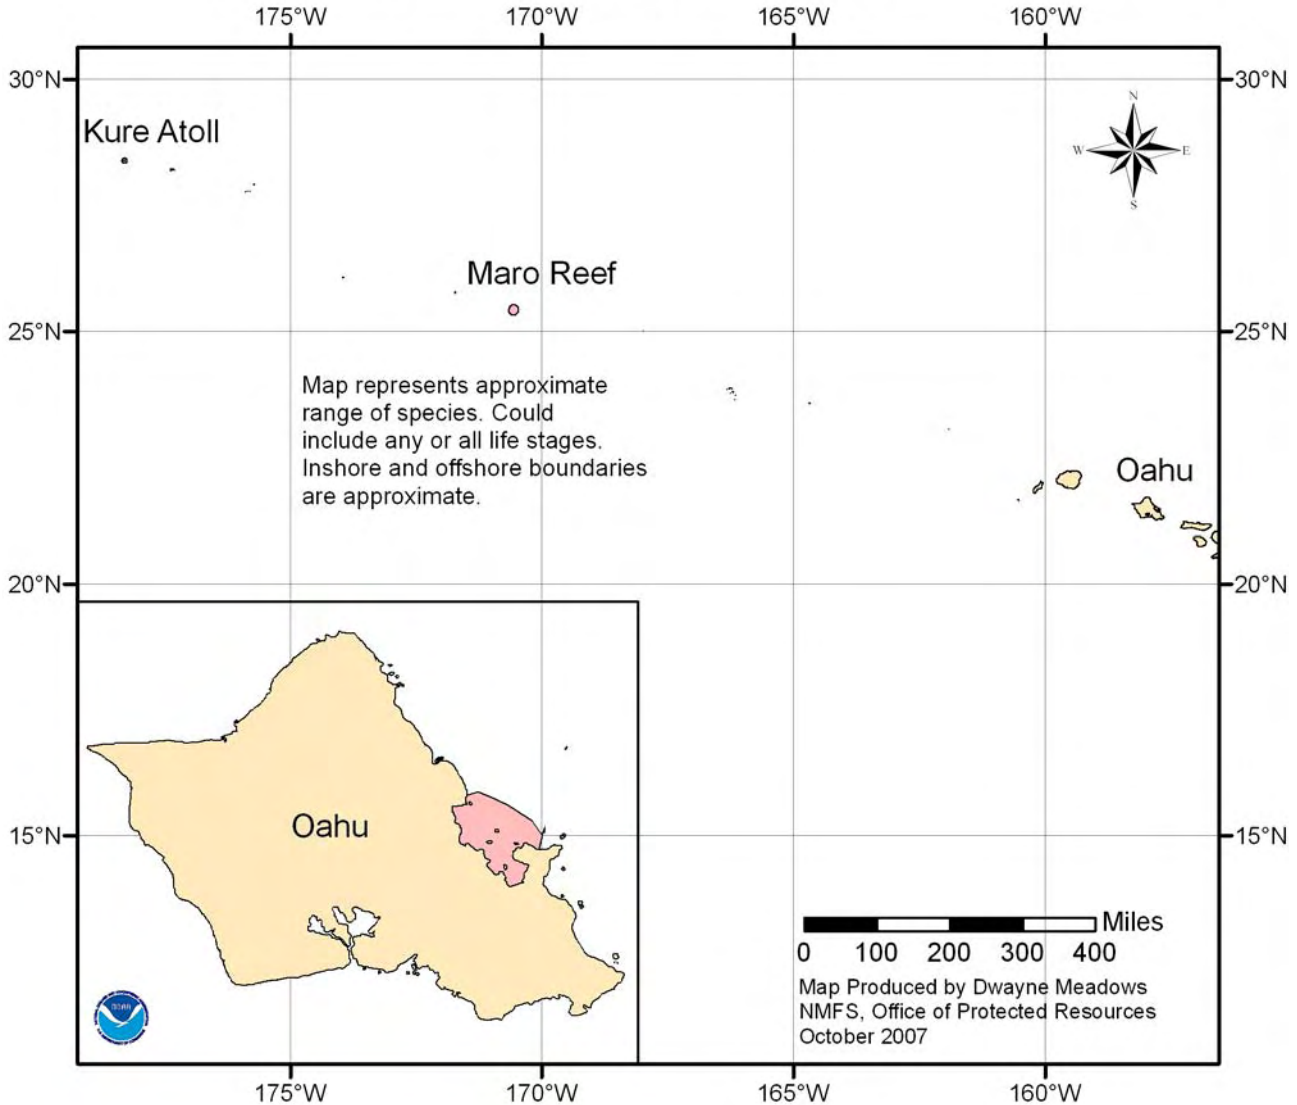 175°W 170°W 165°W 160°W
30°N 30°N
N
Kure Atoll
W E
S
Maro Reef
25°N 25°N
Map represents approximate
range of species. Could
include any or all life stages.
Inshore and offshore boundaries
are approximate.
Oahu
20°N 20°N
Oahu
15°N 15°N
Miles
0 100 200 300 400
Map Produced by Dwayne Meadows
NMFS, Office of Protected Resources
October 2007
NOAA
175°W 170°W 165°W 160°W